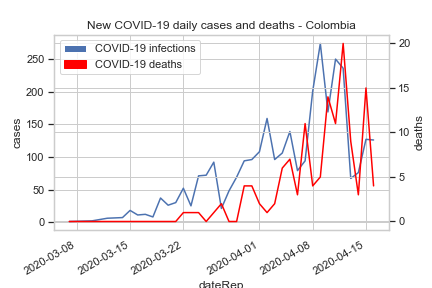 New COVID-19 daily cases and deaths - Colombia
COVID-19 infections
COVID-19 deaths
cases
250
200
150
100
50
0
deaths
20
15
10
5
0
2020-03-08
2020-03-15
2020-03-22
2020-04-01
2020-04-08
2020-04-15
dateRep